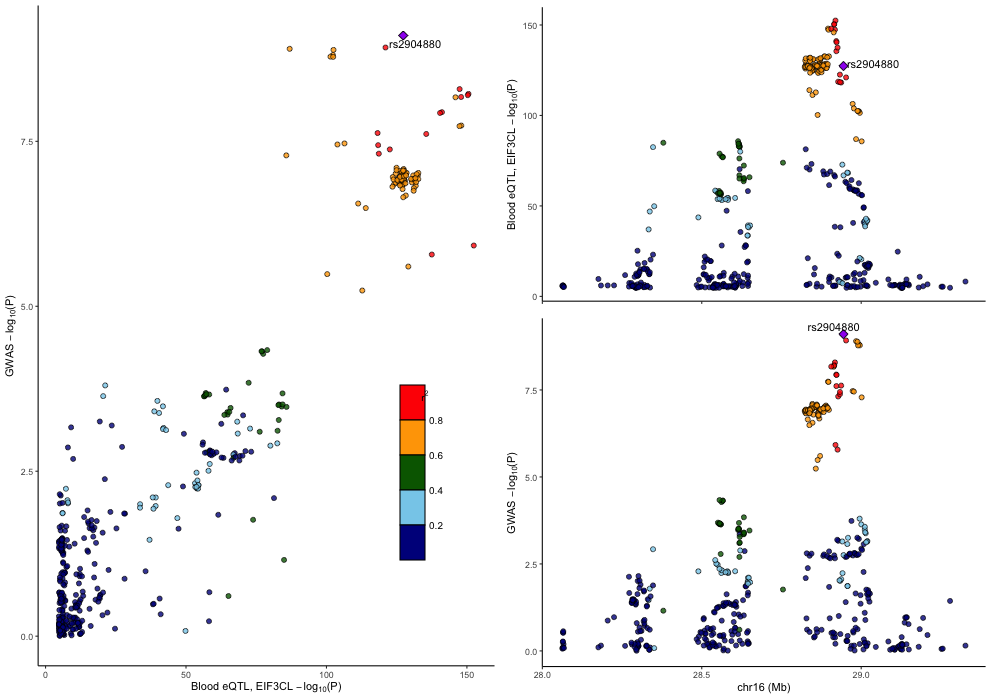 GWAS −log10(P)
7.5
5.0
2.5
0.0
0
50
100
150
Blood eQTL, EIF3CL −log10(P)
rs2904880
r2
0.8
0.6
0.4
0.2
Blood eQTL, EIF3CL −log10(P)
150
100
50
0
rs2904880
GWAS −log10(P)
7.5
5.0
2.5
0.0
rs2904880
28.0
28.5
29.0
chr16 (Mb)